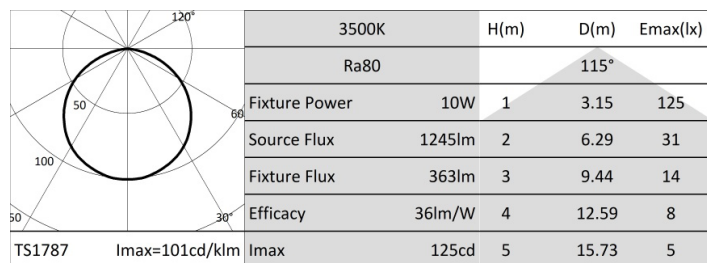 120°
50
60
100
50
30°
TS1787 Imax=101cd/klm
3500K H(m) D(m) Emax(lx)
Ra80 115°
Fixture Power 10W 1 3.15 125
Source Flux 1245lm 2 6.29 31
Fixture Flux 363lm 3 9.44 14
Efficacy 36lm/W 4 12.59 8
Imax 125cd 5 15.73 5